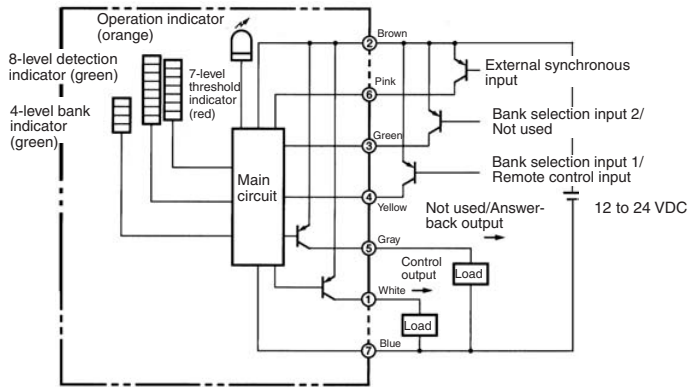 Operation indicator
(orange)
8-level detection
indicator (green)
7-level
threshold
indicator
(red)
4-level bank
indicator
(green)
Main
circuit
2
Brown
6
Pink
3
Green
4
Yellow
5
Gray
1
White
7
Blue
External synchronous
input
Bank selection input 2/
Not used
Bank selection input 1/
Remote control input
Not used/Answer-
back output
12 to 24 VDC
Control
output
Load
Load